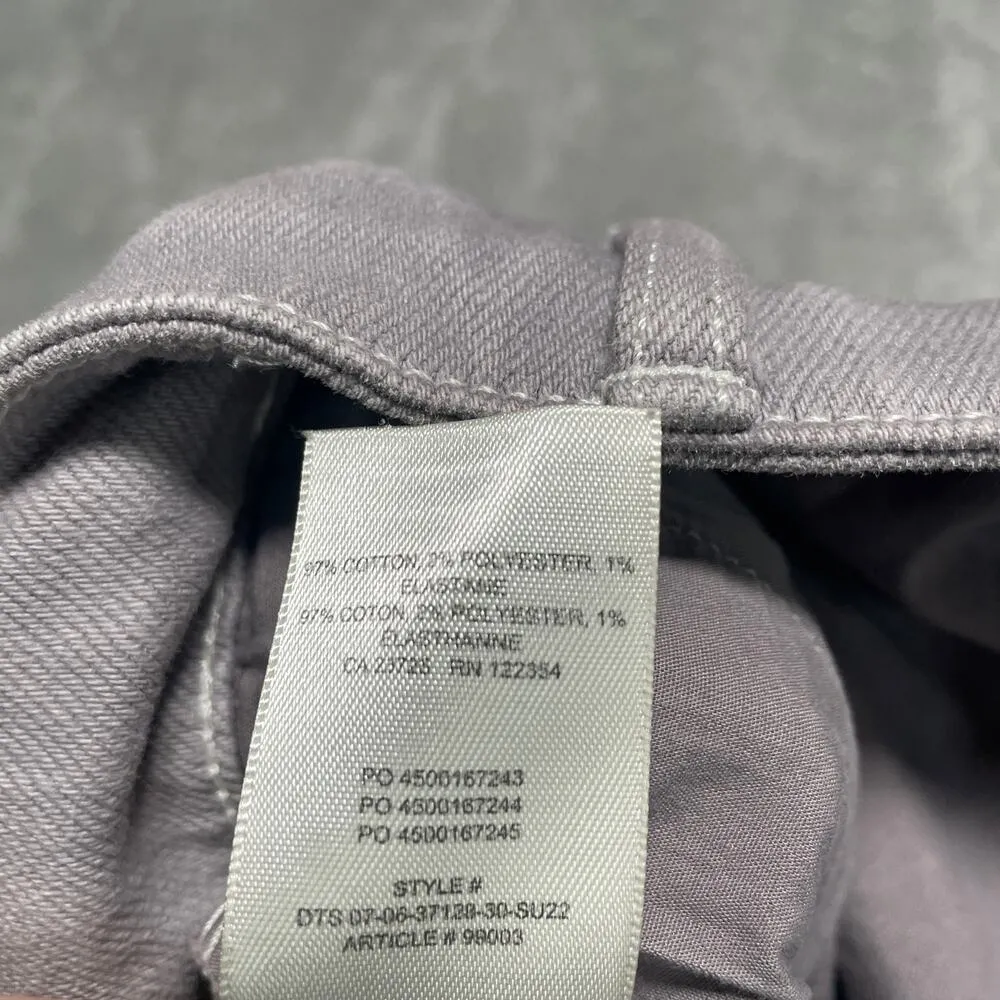 97% COTTON, 2% POLYESTER, 1%
ELASTANE
97% COTON, 2% POLYESTER, 1%
ELASTHANNE
CA 23728 RN 122354
PO 4500167243
PO 4500167244
PO 4500167245
STYLE #
DTS 07-06-37128-30-SU22
ARTICLE # 99003